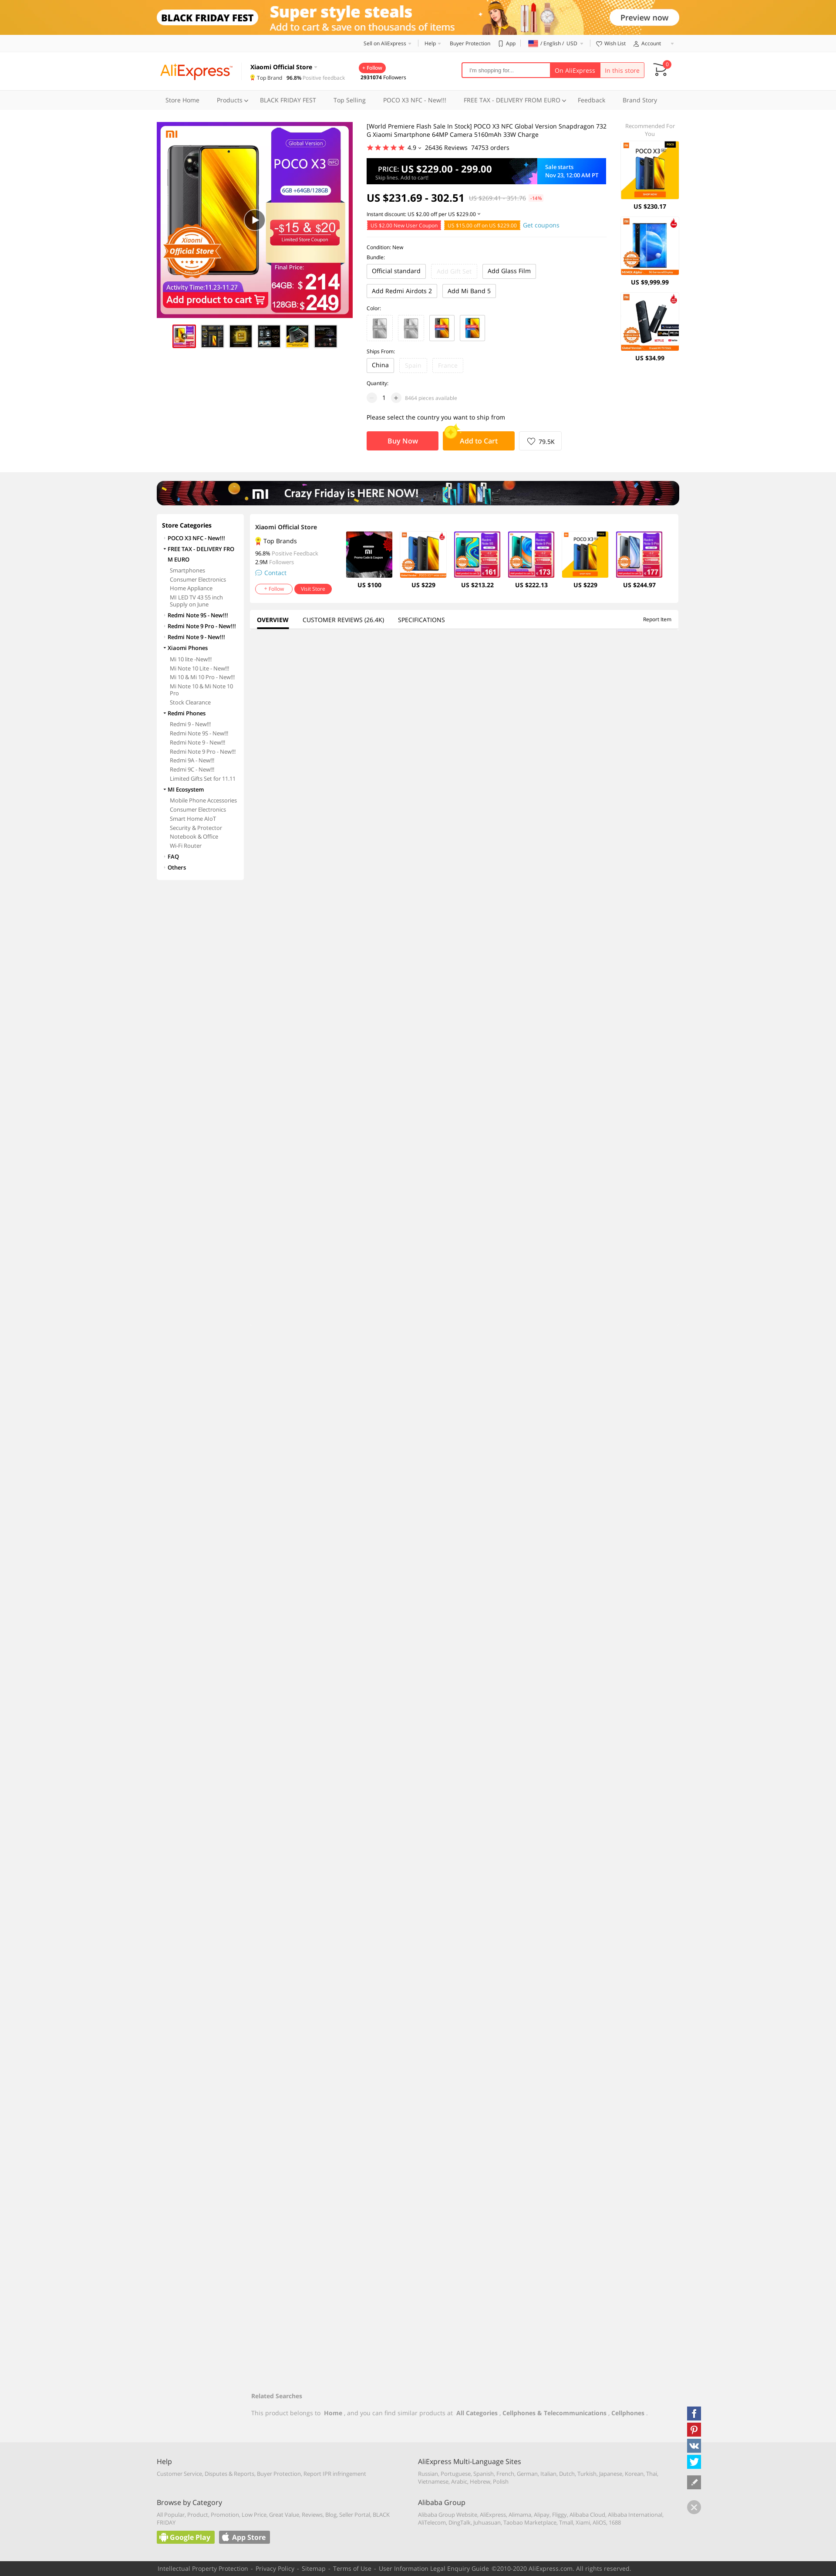 BLACK FRIDAY FEST
Super style steals
Add to cart & save on thousands of items
Preview now
Sell on AliExpress
Help
Buyer Protection
App
/ English / USD
Wish List
Account
AliExpress
Xiaomi Official Store
Top Brand 96.8% Positive feedback
+ Follow
2931074 Followers
I'm shopping for...
On AliExpress
In this store
0
Store Home
Products
BLACK FRIDAY FEST
Top Selling
POCO X3 NFC - New!!!
FREE TAX - DELIVERY FROM EURO
Feedback
Brand Story
Global Version
POCO X3 NFC
6GB +64GB/128GB
-$15 & $20
Limited Store Coupon
Xiaomi
Official Store
Final Price:
64GB: $ 214
128GB: $ 249
Activity Time:11.23-11.27
Add product to cart
[World Premiere Flash Sale In Stock] POCO X3 NFC Global Version Snapdragon 732
G Xiaomi Smartphone 64MP Camera 5160mAh 33W Charge
4.9 26436 Reviews 74753 orders
PRICE: US $229.00 - 299.00
Skip lines. Add to cart!
Sale starts
Nov 23, 12:00 AM PT
US $231.69 - 302.51 US $269.41 - 351.76 -14%
Instant discount: US $2.00 off per US $229.00
US $2.00 New User Coupon
US $15.00 off on US $229.00
Get coupons
Condition: New
Bundle:
Official standard
Add Gift Set
Add Glass Film
Add Redmi Airdots 2
Add Mi Band 5
Color:
Ships From:
China
Spain
France
Quantity:
- 1 + 8464 pieces available
Please select the country you want to ship from
Buy Now
Add to Cart
79.5K
Recommended For
You
POCO X3
US $230.17
US $9,999.99
US $34.99
Crazy Friday is HERE NOW!
Store Categories
POCO X3 NFC - New!!!
FREE TAX - DELIVERY FRO
M EURO
Smartphones
Consumer Electronics
Home Appliance
MI LED TV 43 55 inch
Supply on June
Redmi Note 9S - New!!!
Redmi Note 9 Pro - New!!!
Redmi Note 9 - New!!!
Xiaomi Phones
Mi 10 lite -New!!!
Mi Note 10 Lite - New!!!
Mi 10 & Mi 10 Pro - New!!!
Mi Note 10 & Mi Note 10
Pro
Stock Clearance
Redmi Phones
Redmi 9 - New!!!
Redmi Note 9S - New!!!
Redmi Note 9 - New!!!
Redmi Note 9 Pro - New!!!
Redmi 9A - New!!!
Redmi 9C - New!!!
Limited Gifts Set for 11.11
MI Ecosystem
Mobile Phone Accessories
Consumer Electronics
Smart Home AIoT
Security & Protector
Notebook & Office
Wi-Fi Router
FAQ
Others
Xiaomi Official Store
Top Brands
96.8% Positive Feedback
2.9M Followers
Contact
+ Follow
Visit Store
US $100
US $229
161
US $213.22
173
US $222.13
POCO X3
US $229
177
US $244.97
OVERVIEW
CUSTOMER REVIEWS (26.4K)
SPECIFICATIONS
Report Item
Related Searches
This product belongs to Home , and you can find similar products at All Categories , Cellphones & Telecommunications , Cellphones .
Help
Customer Service, Disputes & Reports, Buyer Protection, Report IPR infringement
AliExpress Multi-Language Sites
Russian, Portuguese, Spanish, French, German, Italian, Dutch, Turkish, Japanese, Korean, Thai,
Vietnamese, Arabic, Hebrew, Polish
Browse by Category
All Popular, Product, Promotion, Low Price, Great Value, Reviews, Blog, Seller Portal, BLACK
FRIDAY
Alibaba Group
Alibaba Group Website, AliExpress, Alimama, Alipay, Fliggy, Alibaba Cloud, Alibaba International,
AliTelecom, DingTalk, Juhuasuan, Taobao Marketplace, Tmall, Xiami, AliOS, 1688
Google Play
App Store
Intellectual Property Protection - Privacy Policy - Sitemap - Terms of Use - User Information Legal Enquiry Guide ©2010-2020 AliExpress.com. All rights reserved.